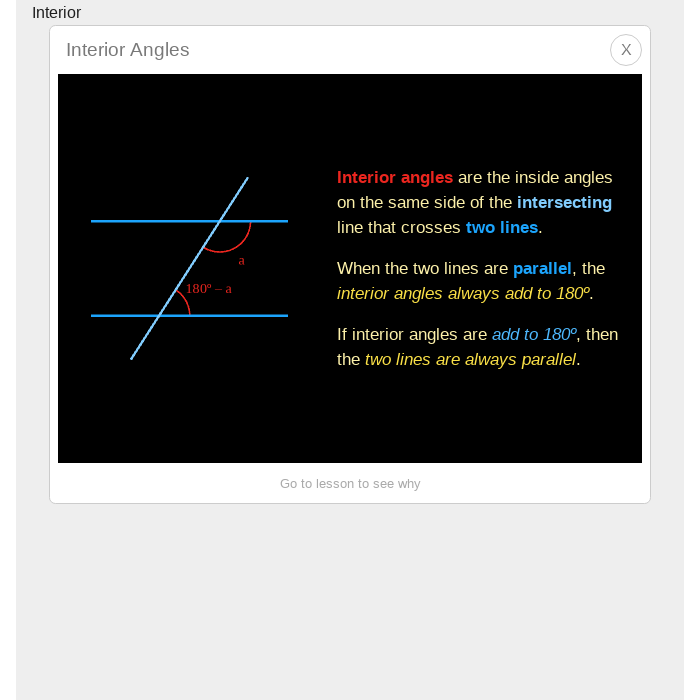 Interior
Interior Angles
X
Interior angles are the inside angles
on the same side of the intersecting
line that crosses two lines.
a
180º – a
When the two lines are parallel, the
interior angles always add to 180º.
If interior angles are add to 180º, then
the two lines are always parallel.
Go to lesson to see why